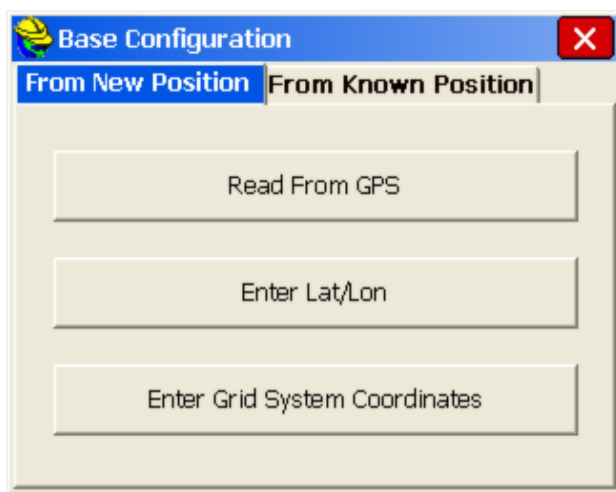 Base Configuration
From New Position From Known Position
Read From GPS
Enter Lat/Lon
Enter Grid System Coordinates